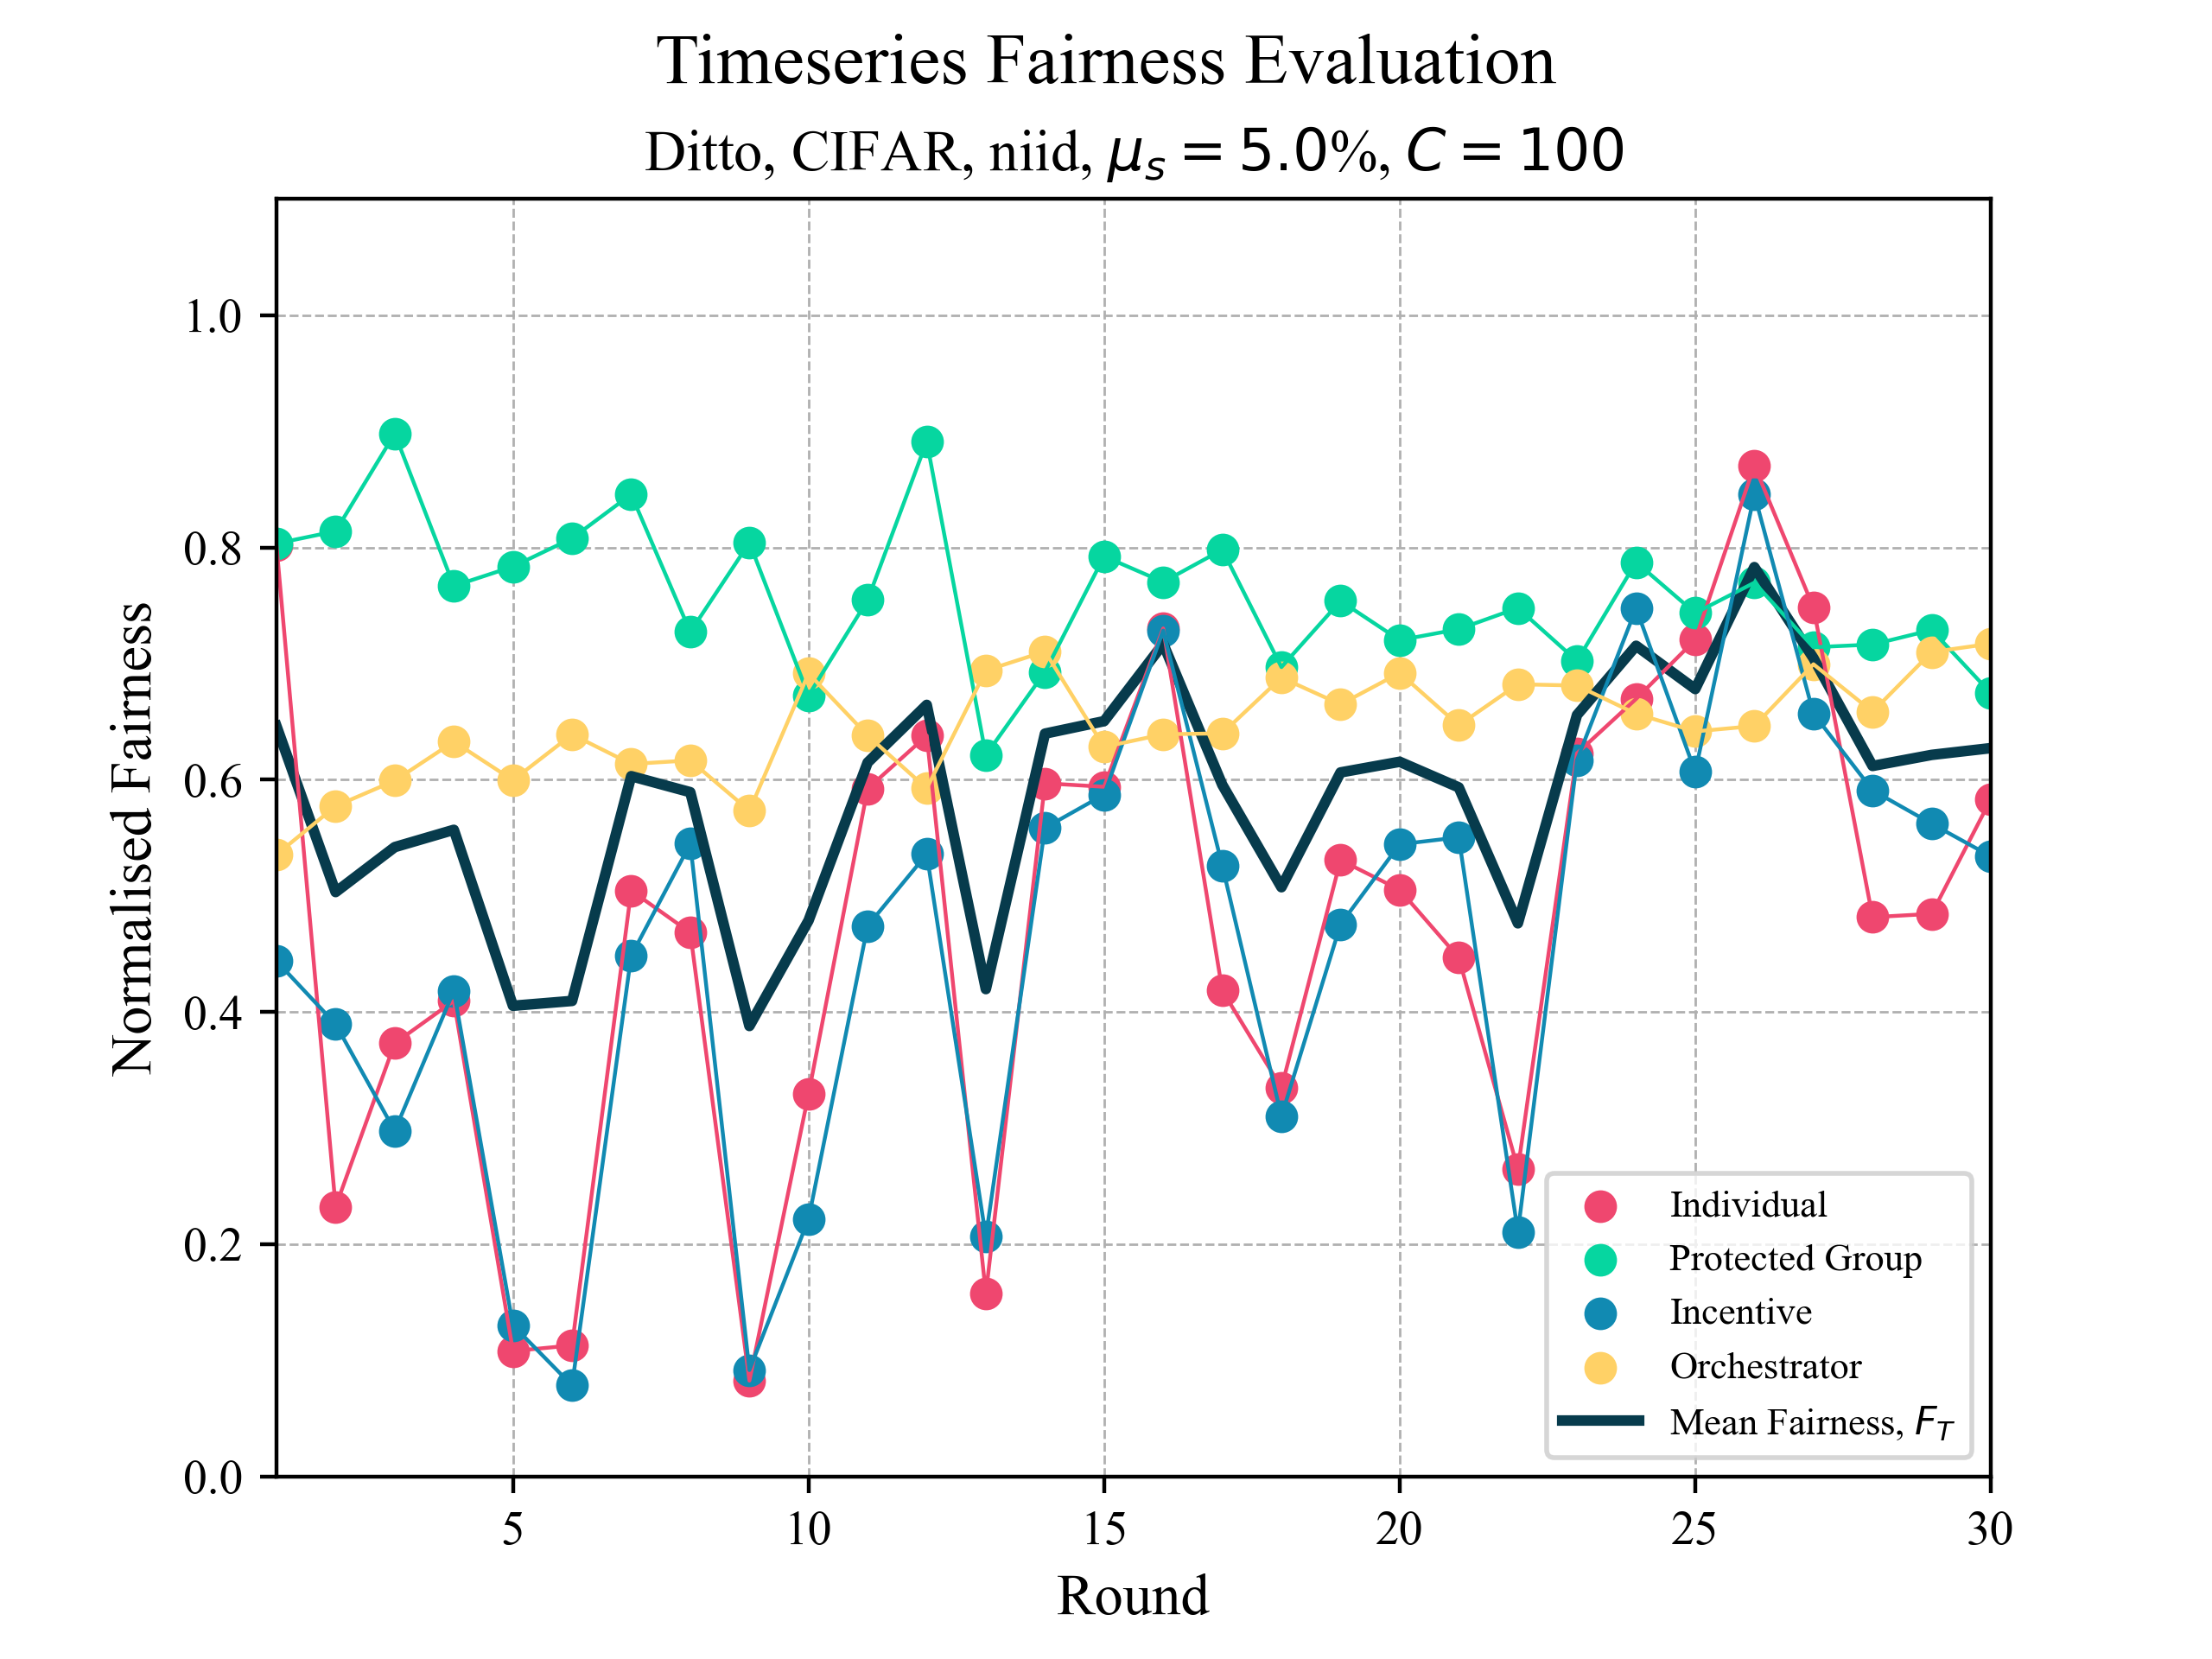 Timeseries Fairness Evaluation
Ditto, CIFAR, niid, μₛ = 5.0%, C = 100
Normalised Fairness
1.0
0.8
0.6
0.4
0.2
0.0
5 10 15 20 25 30
Round
Individual
Protected Group
Incentive
Orchestrator
Mean Fairness, F_T